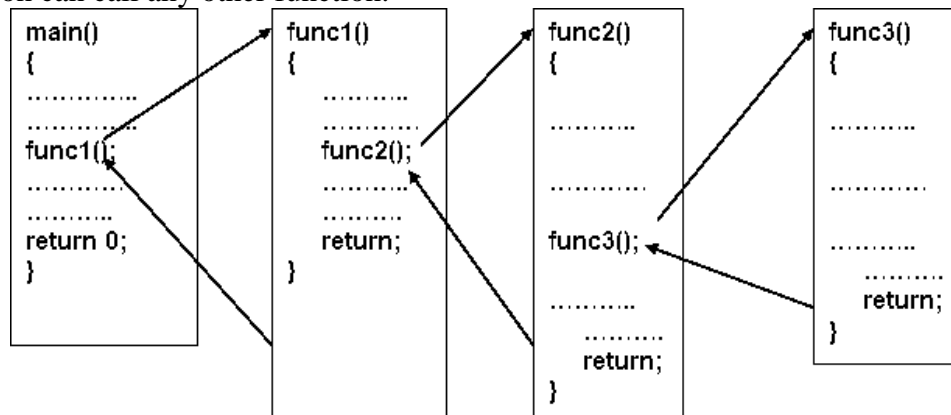 on can call any other function.
main()
{
…………..
…………..
func1();
………….
………..
return 0;
}
func1()
{
………..
………….
func2();
………..
……….
return;
}
func2()
{
………..
………….
func3();
………..
………..
return;
}
func3()
{
………..
………….
………..
………..
return;
}